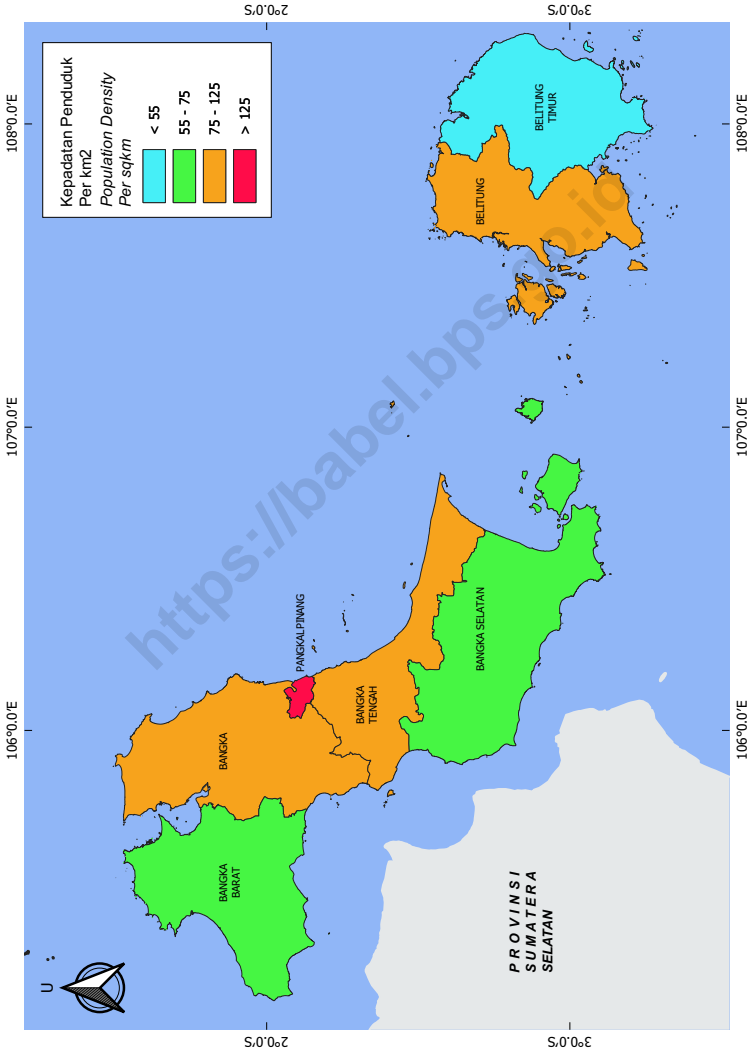 Kepadatan Penduduk
Per km2
Population Density
Per sqkm
< 55
55 - 75
75 - 125
> 125
U
106°0.0'E
107°0.0'E
108°0.0'E
2°0.0'S
3°0.0'S
2°0.0'S
3°0.0'S
106°0.0'E
107°0.0'E
108°0.0'E
BANGKA
BARAT
BANGKA
PANGKALPINANG
BANGKA
TENGAH
BANGKA SELATAN
BELITUNG
BELITUNG
TIMUR
PROVINSI
SUMATERA
SELATAN
https://babel.bps.go.id